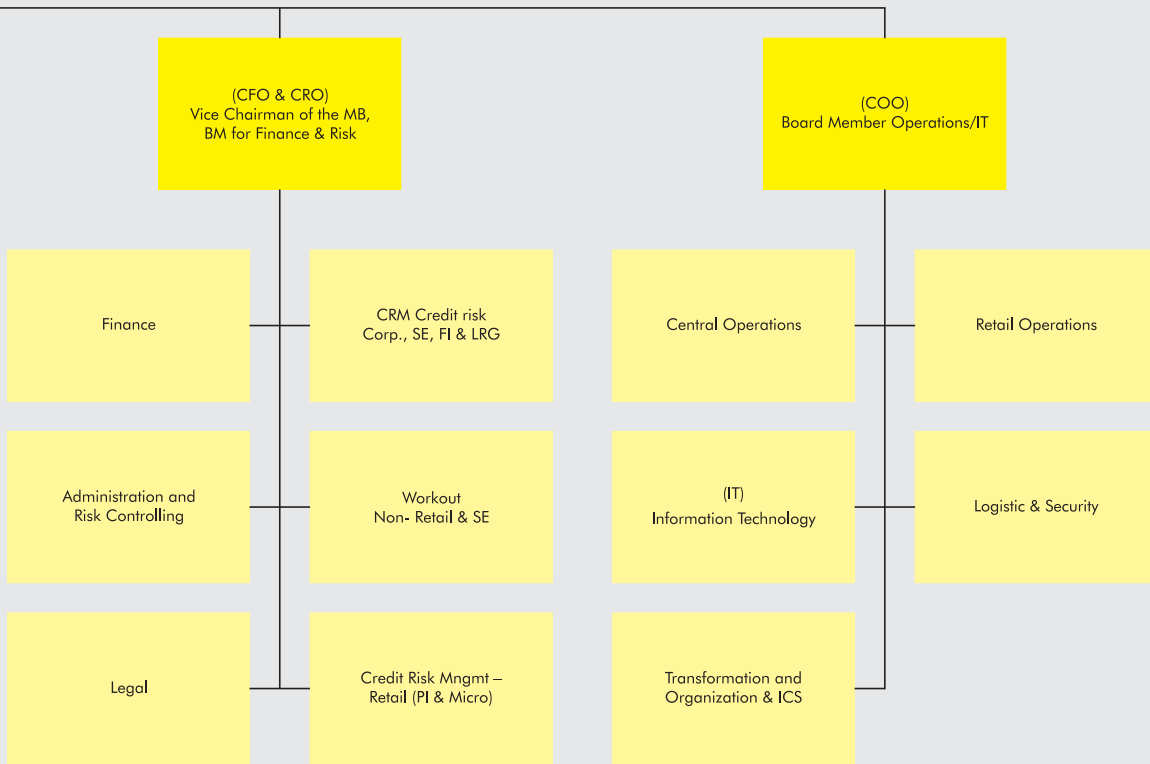 (CFO & CRO)
Vice Chairman of the MB,
BM for Finance & Risk
(COO)
Board Member Operations/IT
Finance
CRM Credit risk
Corp., SE, FI & LRG
Central Operations
Retail Operations
Administration and
Risk Controlling
Workout
Non- Retail & SE
(IT)
Information Technology
Logistic & Security
Legal
Credit Risk Mngmt –
Retail (PI & Micro)
Transformation and
Organization & ICS